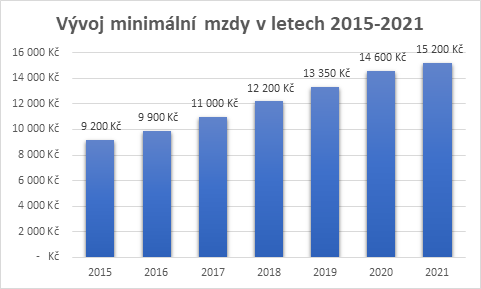 Vývoj minimální mzdy v letech 2015-2021
16 000 Kč
14 000 Kč
12 000 Kč
10 000 Kč
8 000 Kč
6 000 Kč
4 000 Kč
2 000 Kč
- Kč
9 200 Kč
9 900 Kč
11 000 Kč
12 200 Kč
13 350 Kč
14 600 Kč
15 200 Kč
2015 2016 2017 2018 2019 2020 2021